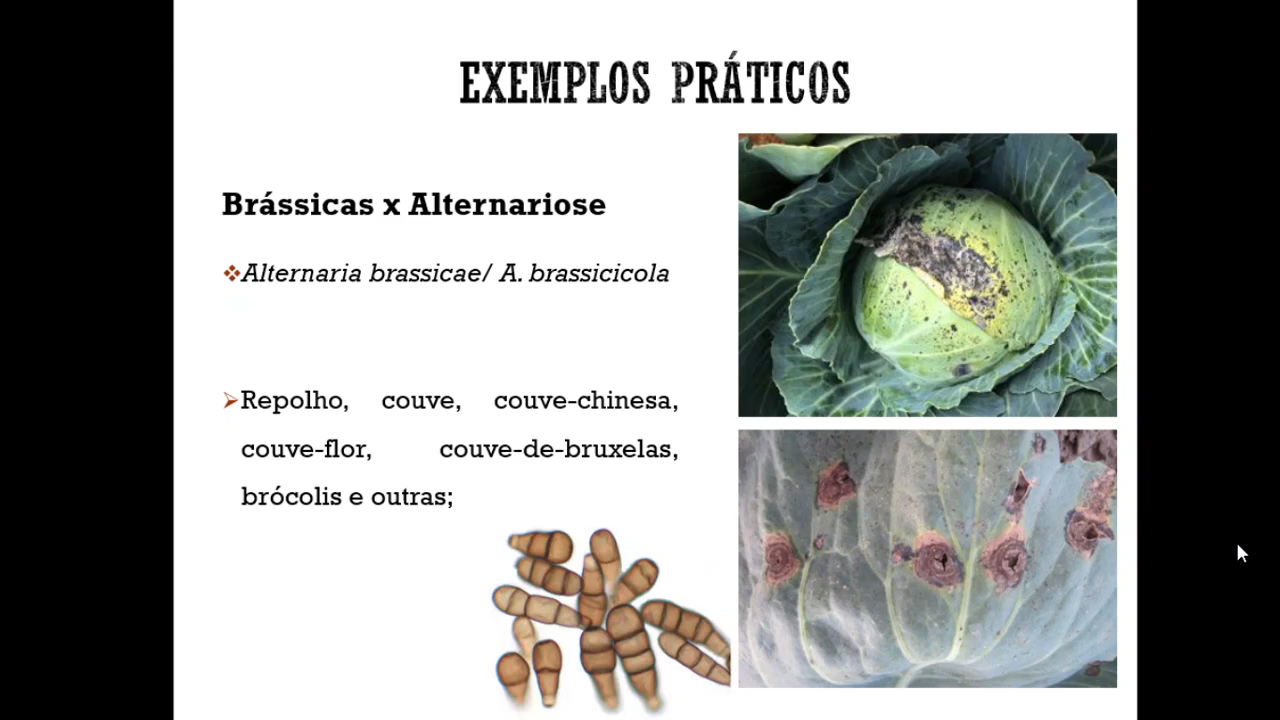 EXEMPLOS PRÁTICOS
Brássicas x Alternariose
Alternaria brassicae/ A. brassicicola
Repolho, couve, couve-chinesa,
couve-flor, couve-de-bruxelas,
brócolis e outras;